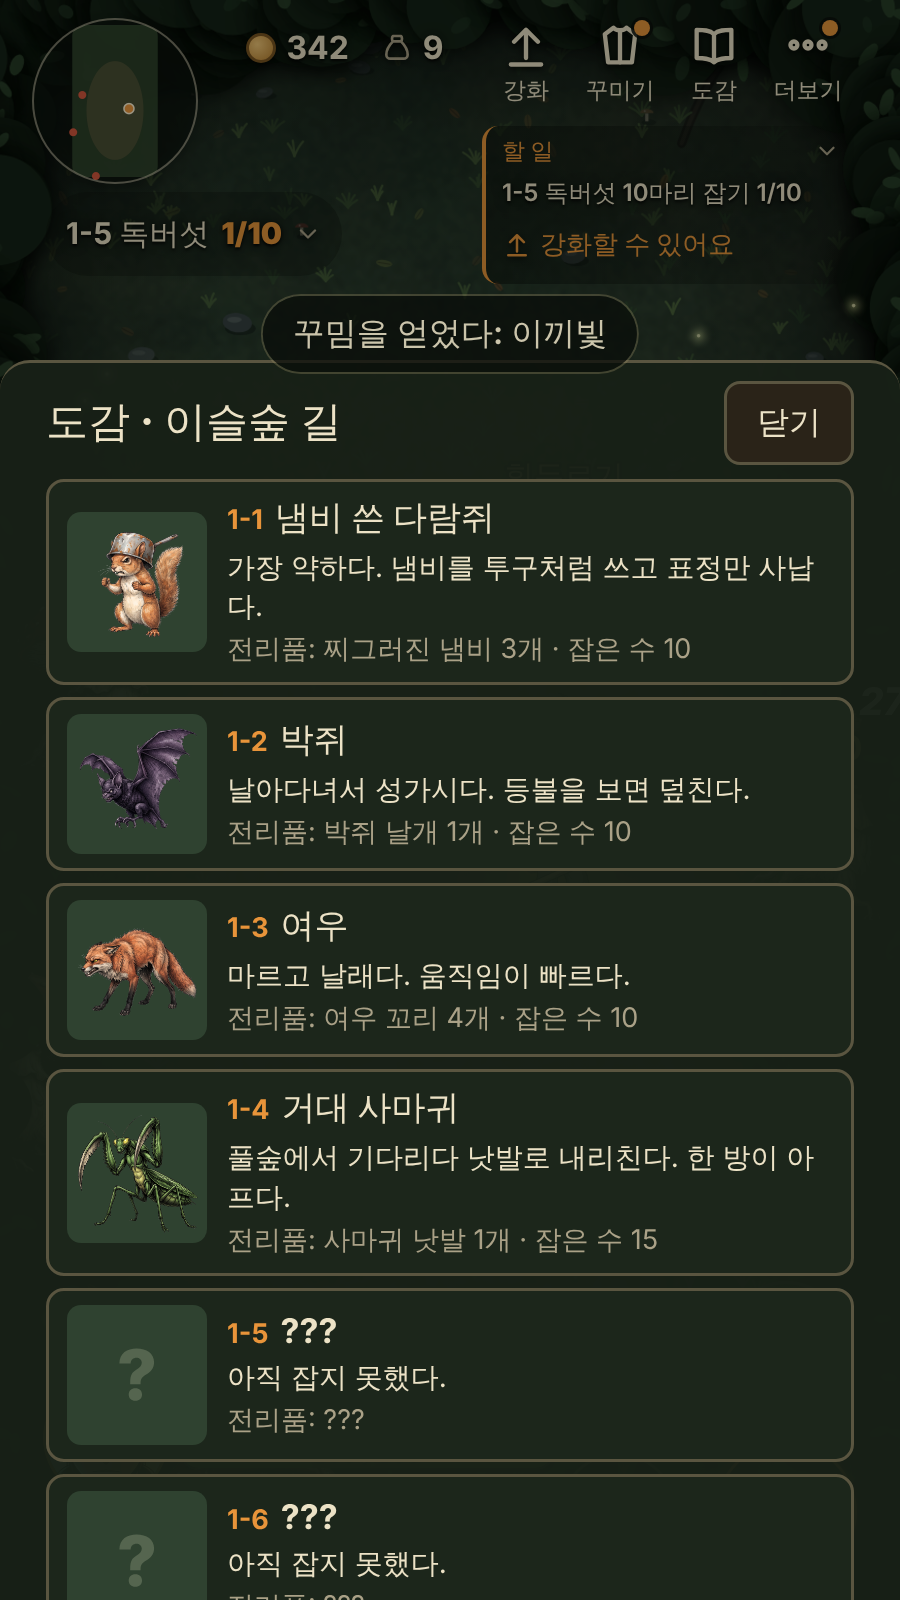 342
9
강화
꾸미기
도감
더보기
할 일
1-5 독버섯 10마리 잡기 1/10
강화할 수 있어요
1-5 독버섯 1/10
꾸밈을 얻었다: 이끼빛
도감 · 이슬숲 길
닫기
1-1 냄비 쓴 다람쥐
가장 약하다. 냄비를 투구처럼 쓰고 표정만 사납
다.
전리품: 찌그러진 냄비 3개 · 잡은 수 10
1-2 박쥐
날아다녀서 성가시다. 등불을 보면 덮친다.
전리품: 박쥐 날개 1개 · 잡은 수 10
1-3 여우
마르고 날래다. 움직임이 빠르다.
전리품: 여우 꼬리 4개 · 잡은 수 10
1-4 거대 사마귀
풀숲에서 기다리다 낫발로 내리친다. 한 방이 아
프다.
전리품: 사마귀 낫발 1개 · 잡은 수 15
?
1-5 ???
아직 잡지 못했다.
전리품: ???
?
1-6 ???
아직 잡지 못했다.
전리품: ???